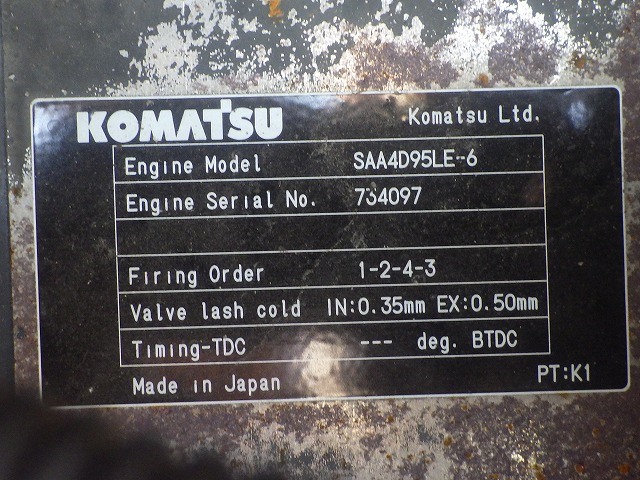 KOMATSU Komatsu Ltd.
Engine Model SAA4D95LE-6
Engine Serial No. 734097
Firing Order 1-2-4-3
Valve lash cold IN:0.35mm EX:0.50mm
Timing-TDC --- deg. BTDC
Made in Japan PT:K1